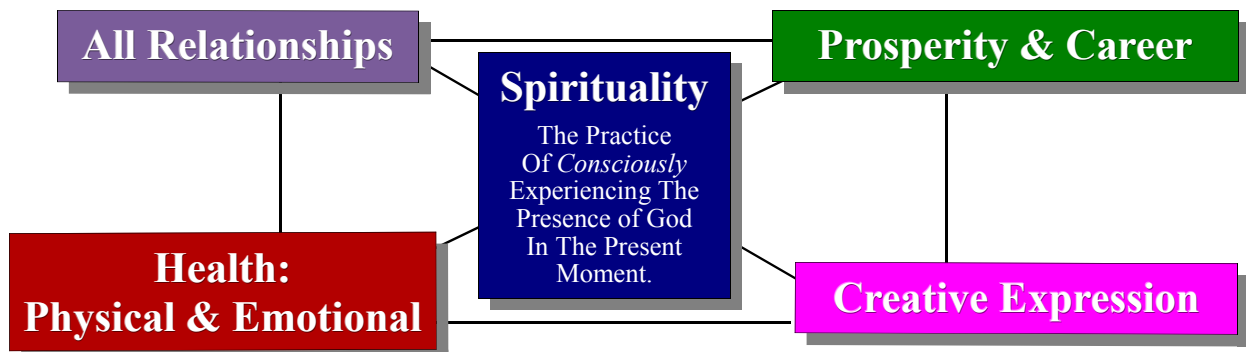 All Relationships
Prosperity & Career
Spirituality
The Practice
Of Consciously
Experiencing The
Presence of God
In The Present
Moment.
Health:
Physical & Emotional
Creative Expression